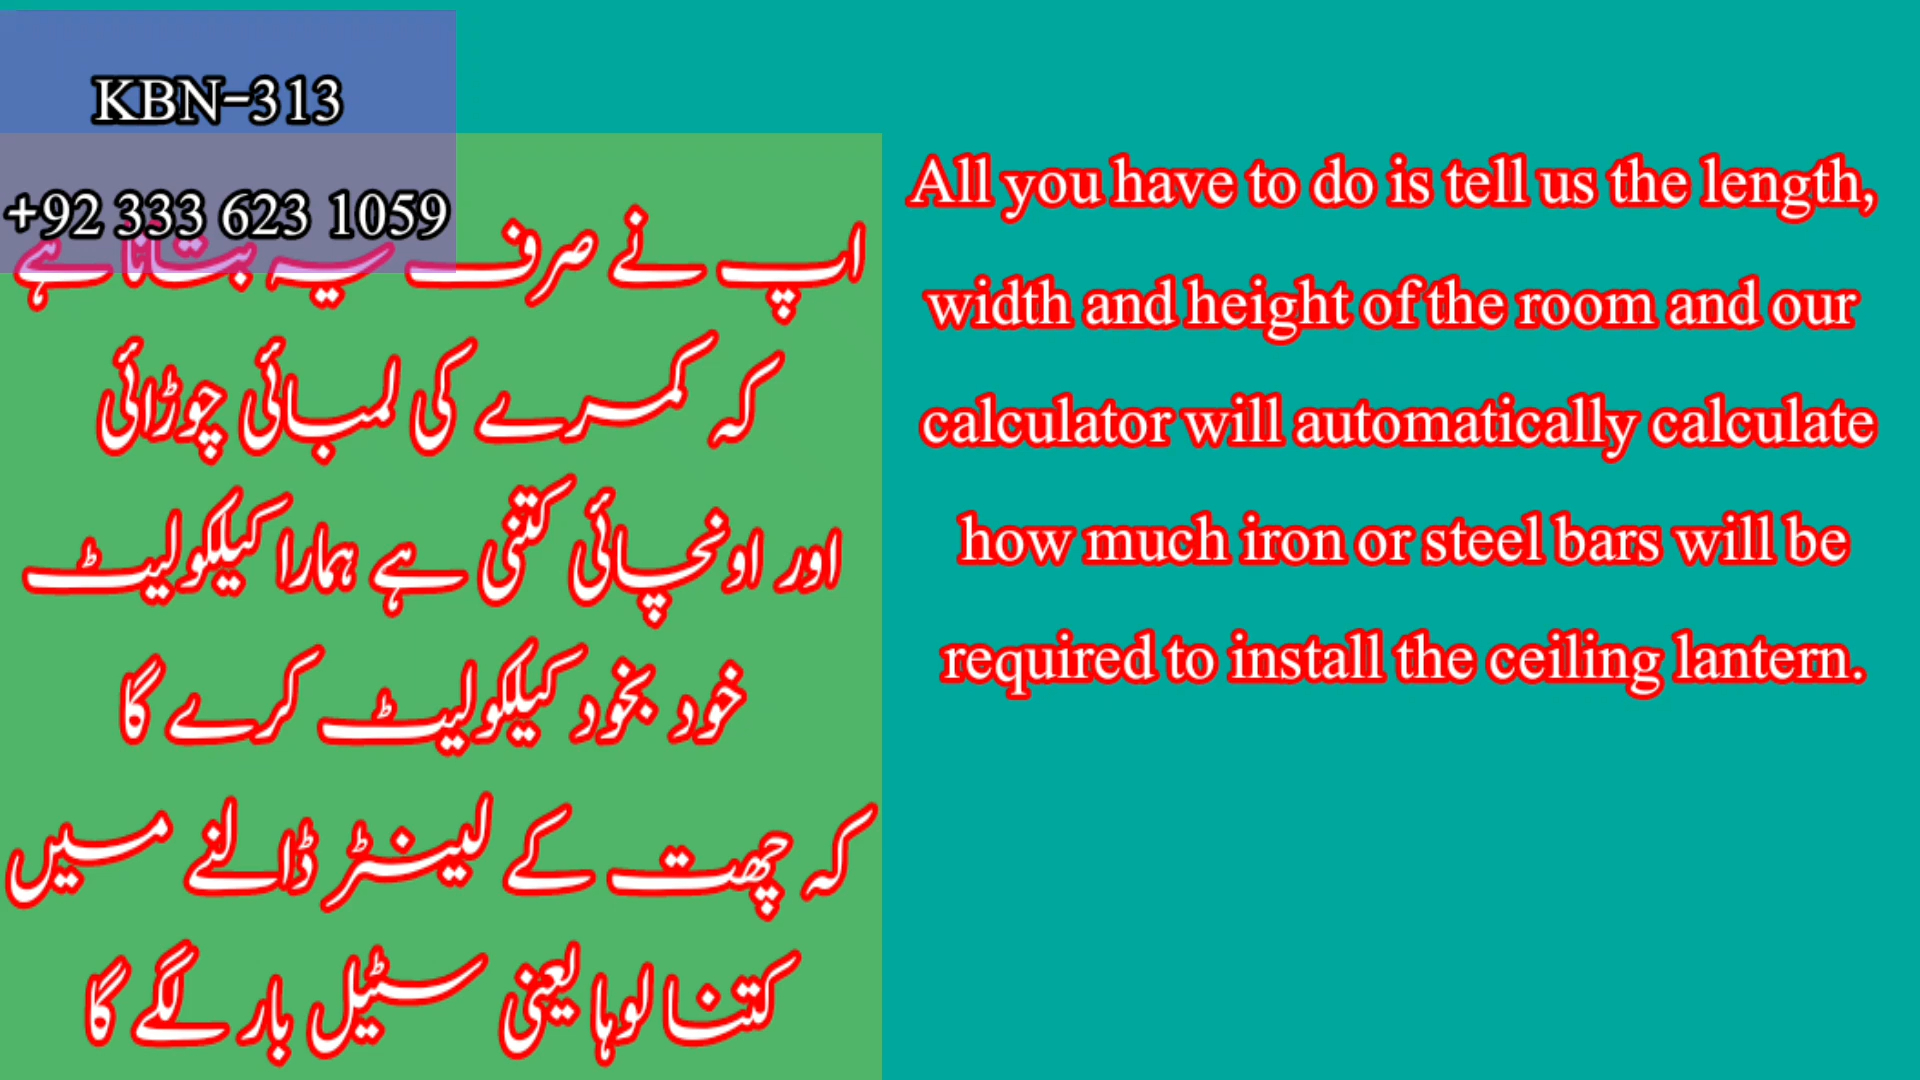 KBN-313
+92 333 623 1059
اپ نے صرف یہ بتانا ہے
کہ کمرے کی لمبائی چوڑائی
اور اونچائی کتنی ہے ہمارا کیلکولیٹ
خود بخود کیلکولیٹ کرے گا
کہ چھت کے لینٹر ڈالنے میں
کتنا لوہا یعنی سٹیل بار لگے گا
All you have to do is tell us the length,
width and height of the room and our
calculator will automatically calculate
how much iron or steel bars will be
required to install the ceiling lantern.